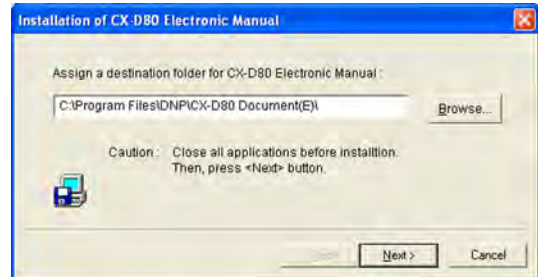 Installation of CX-D80 Electronic Manual
Assign a destination folder for CX-D80 Electronic Manual :
C:\Program Files\DNP\CX-D80 Document(E)\
Browse...
Caution : Close all applications before installtion.
Then, press <Next> button.
Next >
Cancel